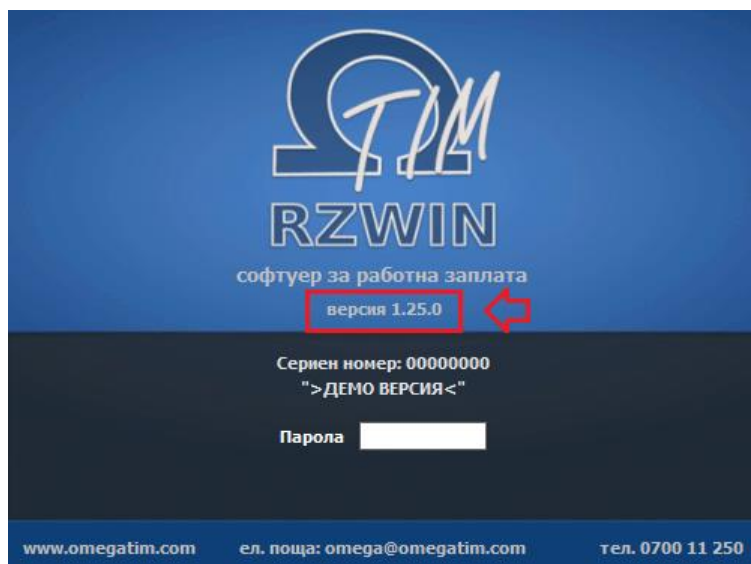 Ω TIM
RZWIN
софтуер за работна заплата
версия 1.25.0
Сериен номер: 00000000
">ДЕМО ВЕРСИЯ<"
Парола
www.omegatim.com ел. поща: omega@omegatim.com тел. 0700 11 250